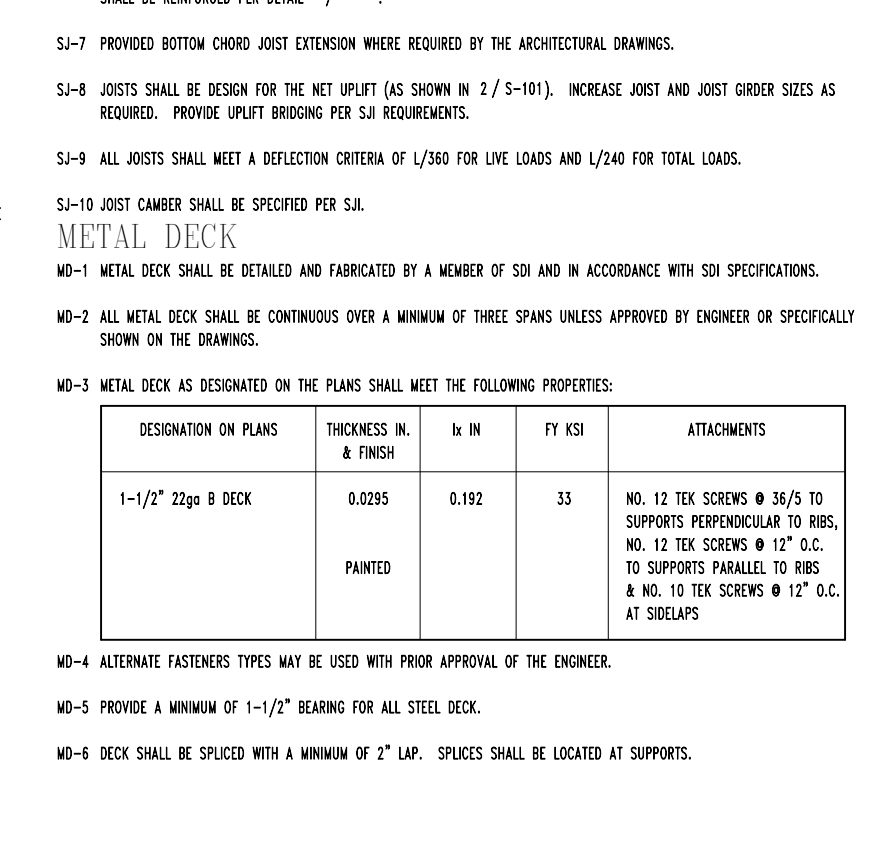 SHALL BE REINFORCED PER DETAIL /
SJ-7 PROVIDED BOTTOM CHORD JOIST EXTENSION WHERE REQUIRED BY THE ARCHITECTURAL DRAWINGS.
SJ-8 JOISTS SHALL BE DESIGN FOR THE NET UPLIFT (AS SHOWN IN 2 / S-101). INCREASE JOIST AND JOIST GIRDER SIZES AS
REQUIRED. PROVIDE UPLIFT BRIDGING PER SJI REQUIREMENTS.
SJ-9 ALL JOISTS SHALL MEET A DEFLECTION CRITERIA OF L/360 FOR LIVE LOADS AND L/240 FOR TOTAL LOADS.
SJ-10 JOIST CAMBER SHALL BE SPECIFIED PER SJI.
METAL DECK
MD-1 METAL DECK SHALL BE DETAILED AND FABRICATED BY A MEMBER OF SDI AND IN ACCORDANCE WITH SDI SPECIFICATIONS.
MD-2 ALL METAL DECK SHALL BE CONTINUOUS OVER A MINIMUM OF THREE SPANS UNLESS APPROVED BY ENGINEER OR SPECIFICALLY
SHOWN ON THE DRAWINGS.
MD-3 METAL DECK AS DESIGNATED ON THE PLANS SHALL MEET THE FOLLOWING PROPERTIES:
DESIGNATION ON PLANS THICKNESS IN. Ix IN FY KSI ATTACHMENTS
& FINISH
1-1/2" 22ga B DECK 0.0295 0.192 33 NO. 12 TEK SCREWS @ 36/5 TO
SUPPORTS PERPENDICULAR TO RIBS,
NO. 12 TEK SCREWS @ 12" O.C.
PAINTED TO SUPPORTS PARALLEL TO RIBS
& NO. 10 TEK SCREWS @ 12" O.C.
AT SIDELAPS
MD-4 ALTERNATE FASTENERS TYPES MAY BE USED WITH PRIOR APPROVAL OF THE ENGINEER.
MD-5 PROVIDE A MINIMUM OF 1-1/2" BEARING FOR ALL STEEL DECK.
MD-6 DECK SHALL BE SPLICED WITH A MINIMUM OF 2" LAP. SPLICES SHALL BE LOCATED AT SUPPORTS.